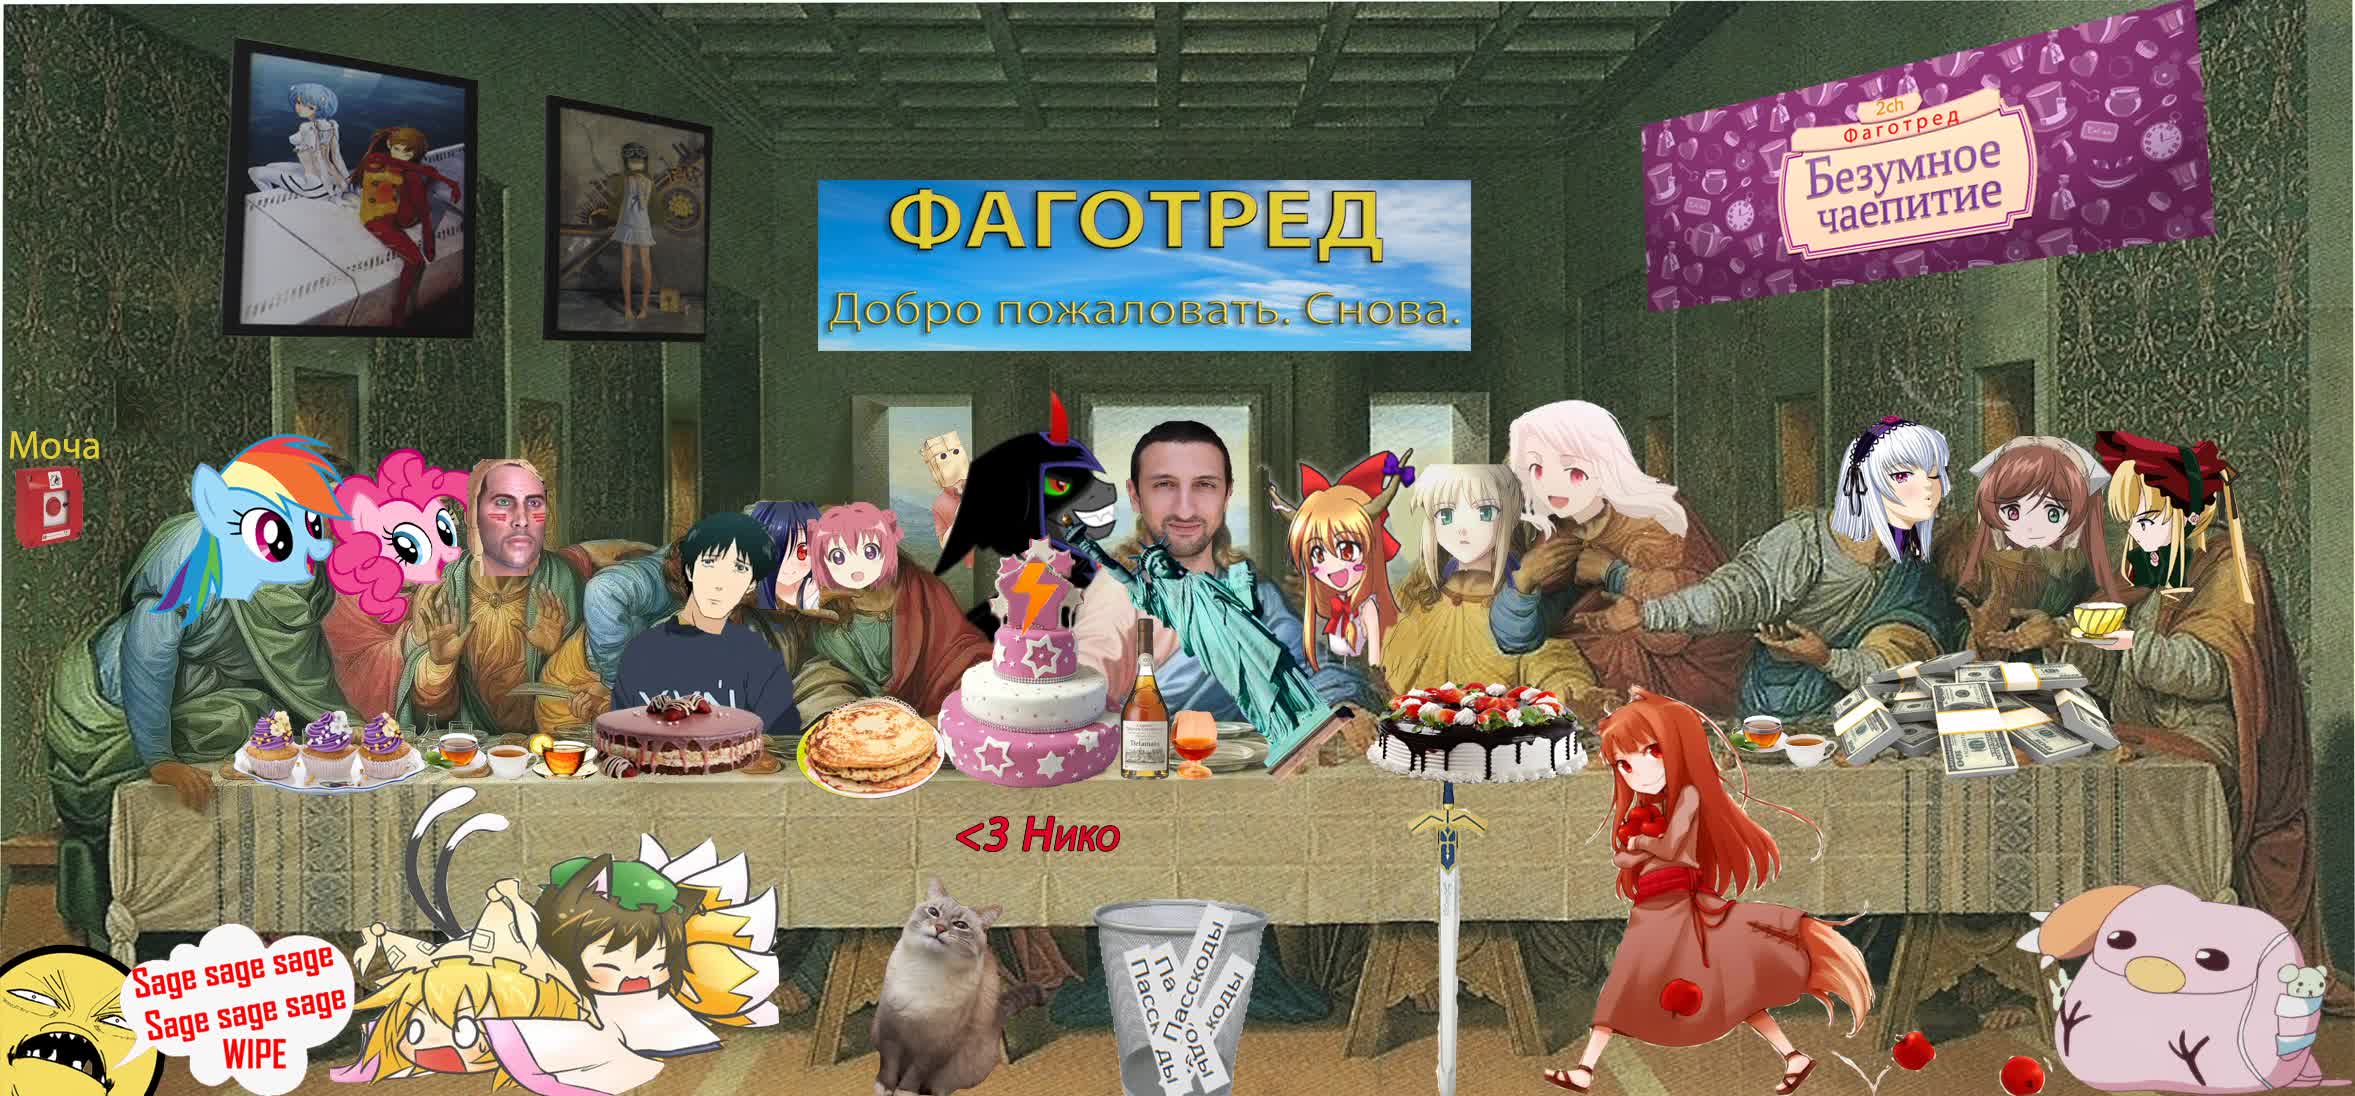 2ch
Фаготред
Безумное
чаепитие
ФАГОТРЕД
Добро пожаловать. Снова.
Моча
<3 Нико
Sage sage sage
Sage sage sage
WIPE
Пасскоды